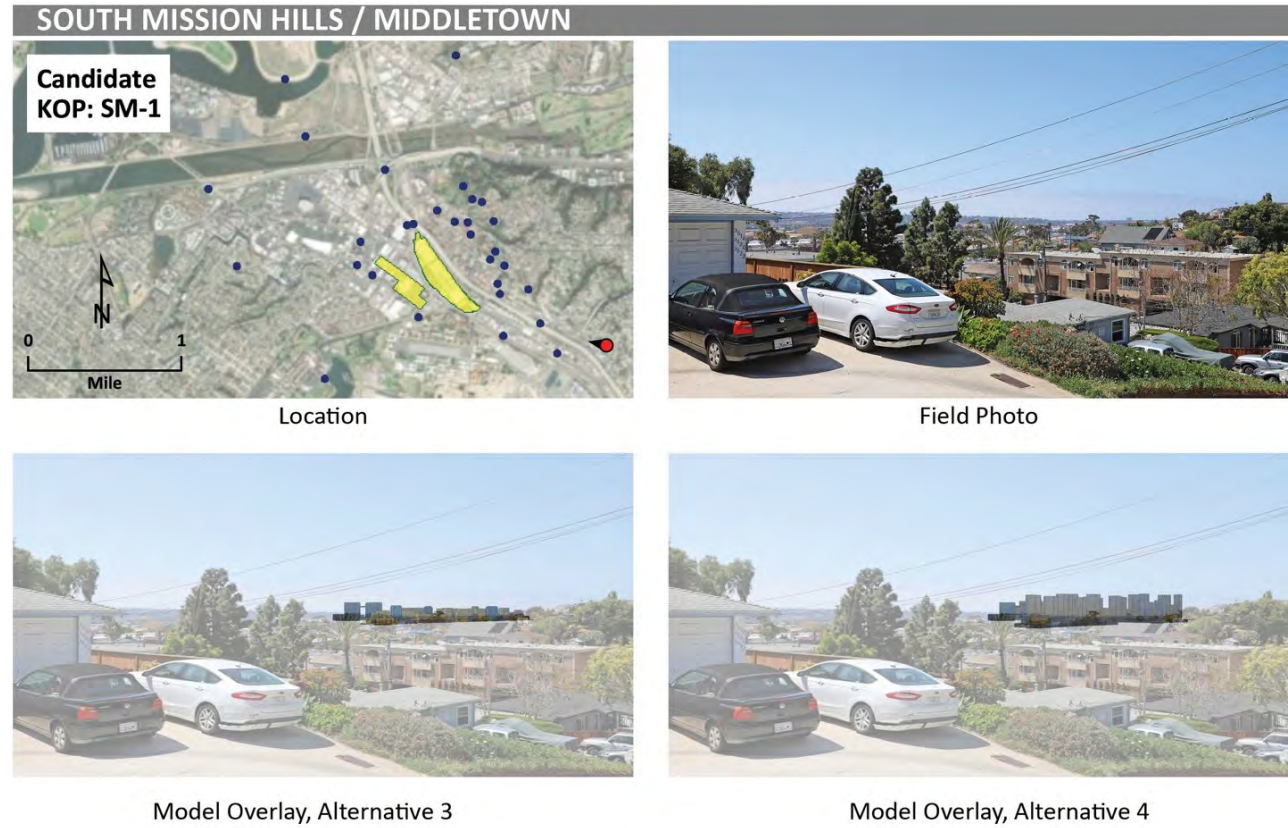 SOUTH MISSION HILLS / MIDDLETOWN
Candidate
KOP: SM-1
N
0
1
Mile
Location
Field Photo
Model Overlay, Alternative 3
Model Overlay, Alternative 4